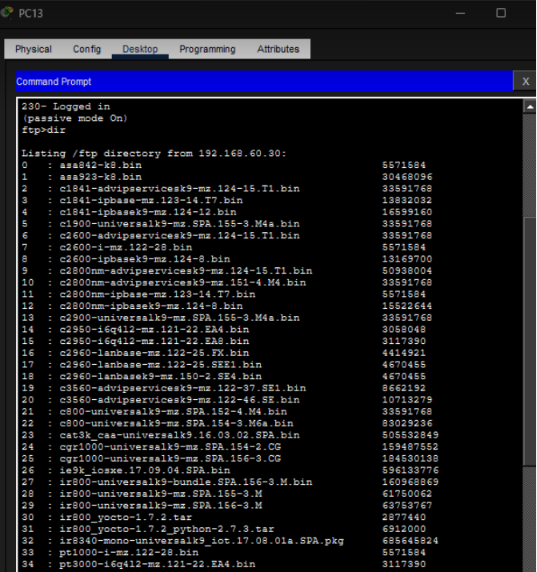 PC13
Physical Config Desktop Programming Attributes
Command Prompt X
230- Logged in
(passive mode On)
ftp>dir
Listing /ftp directory from 192.168.60.30:
0 : asa842-k8.bin 5571584
1 : asa923-k8.bin 30468096
2 : c1841-advipservicesk9-mz.124-15.T1.bin 33591768
3 : c1841-ipbase-mz.123-14.T7.bin 13832032
4 : c1841-ipbasek9-mz.124-12.bin 16599160
5 : c1900-universalk9-mz.SPA.155-3.M4a.bin 33591768
6 : c2600-advipservicesk9-mz.124-15.T1.bin 33591768
7 : c2600-i-mz.122-28.bin 5571584
8 : c2600-ipbasek9-mz.124-8.bin 13169700
9 : c2800nm-advipservicesk9-mz.124-15.T1.bin 50938004
10 : c2800nm-advipservicesk9-mz.151-4.M4.bin 33591768
11 : c2800nm-ipbase-mz.123-14.T7.bin 5571584
12 : c2800nm-ipbasek9-mz.124-8.bin 15522644
13 : c2900-universalk9-mz.SPA.155-3.M4a.bin 33591768
14 : c2950-i6q4l2-mz.121-22.EA4.bin 3058048
15 : c2950-i6q4l2-mz.121-22.EA8.bin 3117390
16 : c2960-lanbase-mz.122-25.FX.bin 4414921
17 : c2960-lanbase-mz.122-25.SEE1.bin 4670455
18 : c2960-lanbasek9-mz.150-2.SE4.bin 4670455
19 : c3560-advipservicesk9-mz.122-37.SE1.bin 8662192
20 : c3560-advipservicesk9-mz.122-46.SE.bin 10713279
21 : c800-universalk9-mz.SPA.152-4.M4.bin 33591768
22 : c800-universalk9-mz.SPA.154-3.M6a.bin 83029236
23 : cat3k_caa-universalk9.16.03.02.SPA.bin 505532849
24 : cgr1000-universalk9-mz.SPA.154-2.CG 159487552
25 : cgr1000-universalk9-mz.SPA.156-3.CG 184530138
26 : ie9k_iosxe.17.09.04.SPA.bin 596133776
27 : ir800-universalk9-bundle.SPA.156-3.M.bin 160968869
28 : ir800-universalk9-mz.SPA.155-3.M 61750062
29 : ir800-universalk9-mz.SPA.156-3.M 63753767
30 : ir800_yocto-1.7.2.tar 2877440
31 : ir800_yocto-1.7.2_python-2.7.3.tar 6912000
32 : ir8340-mono-universalk9_iot.17.08.01a.SPA.pkg 685645824
33 : pt1000-i-mz.122-28.bin 5571584
34 : pt3000-i6q4l2-mz.121-22.EA4.bin 3117390